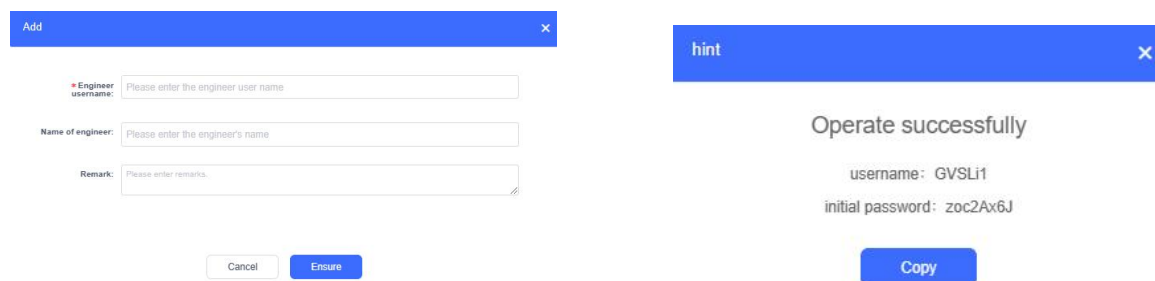 Add
* Engineer
username:
Please enter the engineer user name
Name of engineer:
Please enter the engineer's name
Remark:
Please enter remarks.
Cancel
Ensure
hint
Operate successfully
username: GVSLi1
initial password: zoc2Ax6J
Copy